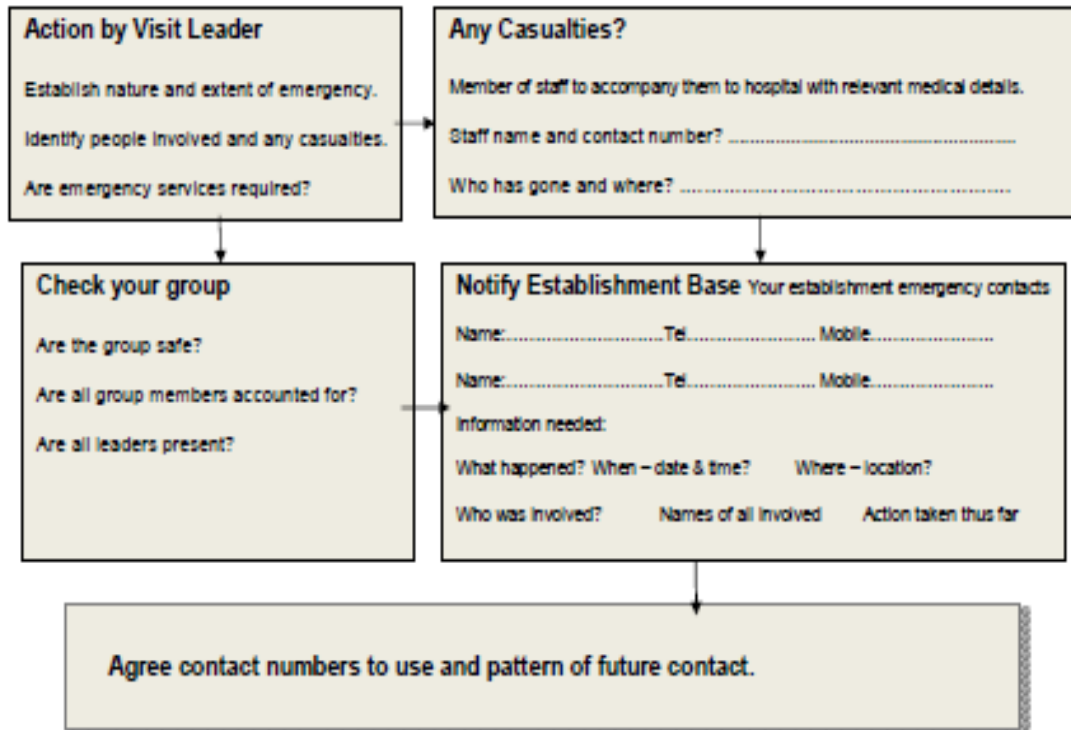 Action by Visit Leader
Establish nature and extent of emergency.
Identify people involved and any casualties.
Are emergency services required?
Any Casualties?
Member of staff to accompany them to hospital with relevant medical details.
Staff name and contact number? ................................................................
Who has gone and where? ................................................................
Check your group
Are the group safe?
Are all group members accounted for?
Are all leaders present?
Notify Establishment Base Your establishment emergency contacts
Name:................................Tel.......................... Mobile.........................
Name:................................Tel.......................... Mobile.........................
Information needed:
What happened? When – date & time? Where – location?
Who was involved? Names of all involved Action taken thus far
Agree contact numbers to use and pattern of future contact.